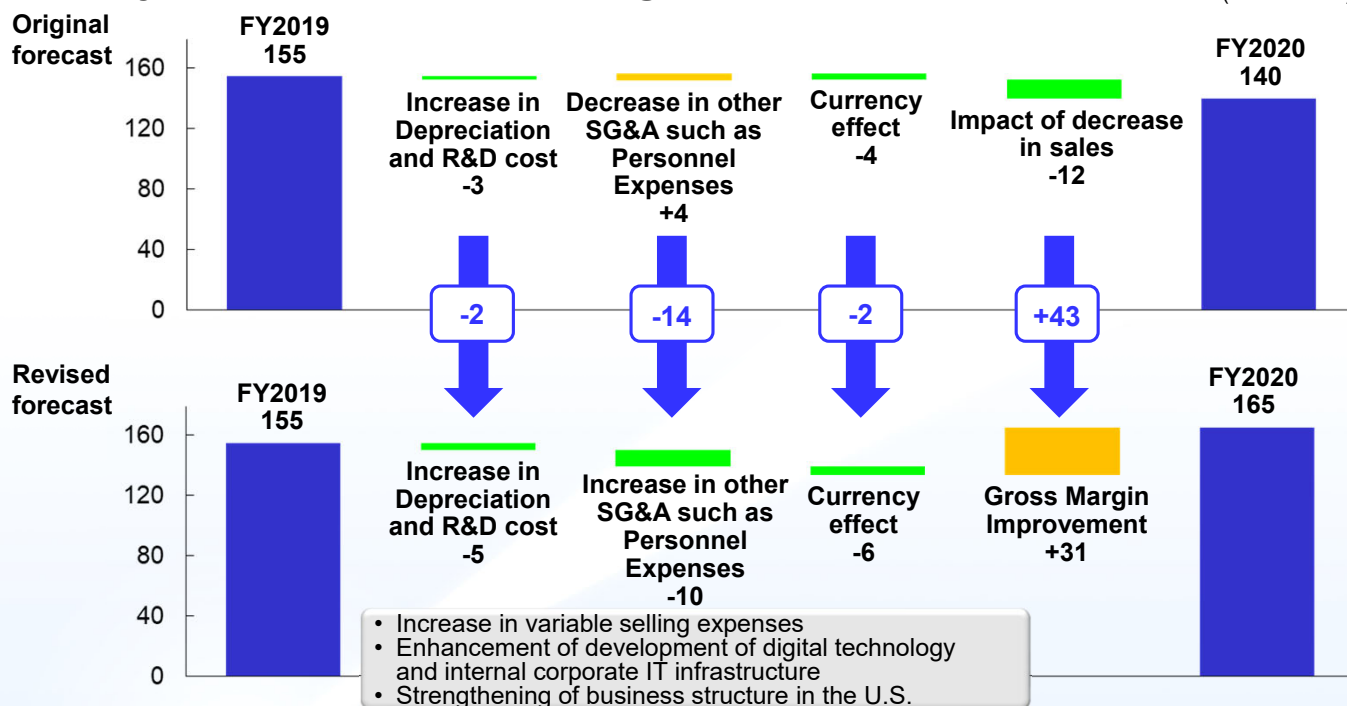 Original
forecast
FY2019
155
FY2020
140
160
120
80
40
0
Increase in
Depreciation
and R&D cost
-3
Decrease in other
SG&A such as
Personnel
Expenses
+4
Currency
effect
-4
Impact of decrease
in sales
-12
-2
-14
-2
+43
Revised
forecast
FY2019
155
FY2020
165
160
120
80
40
0
Increase in
Depreciation
and R&D cost
-5
Increase in other
SG&A such as
Personnel
Expenses
-10
Currency
effect
-6
Gross Margin
Improvement
+31
• Increase in variable selling expenses
• Enhancement of development of digital technology
and internal corporate IT infrastructure
• Strengthening of business structure in the U.S.